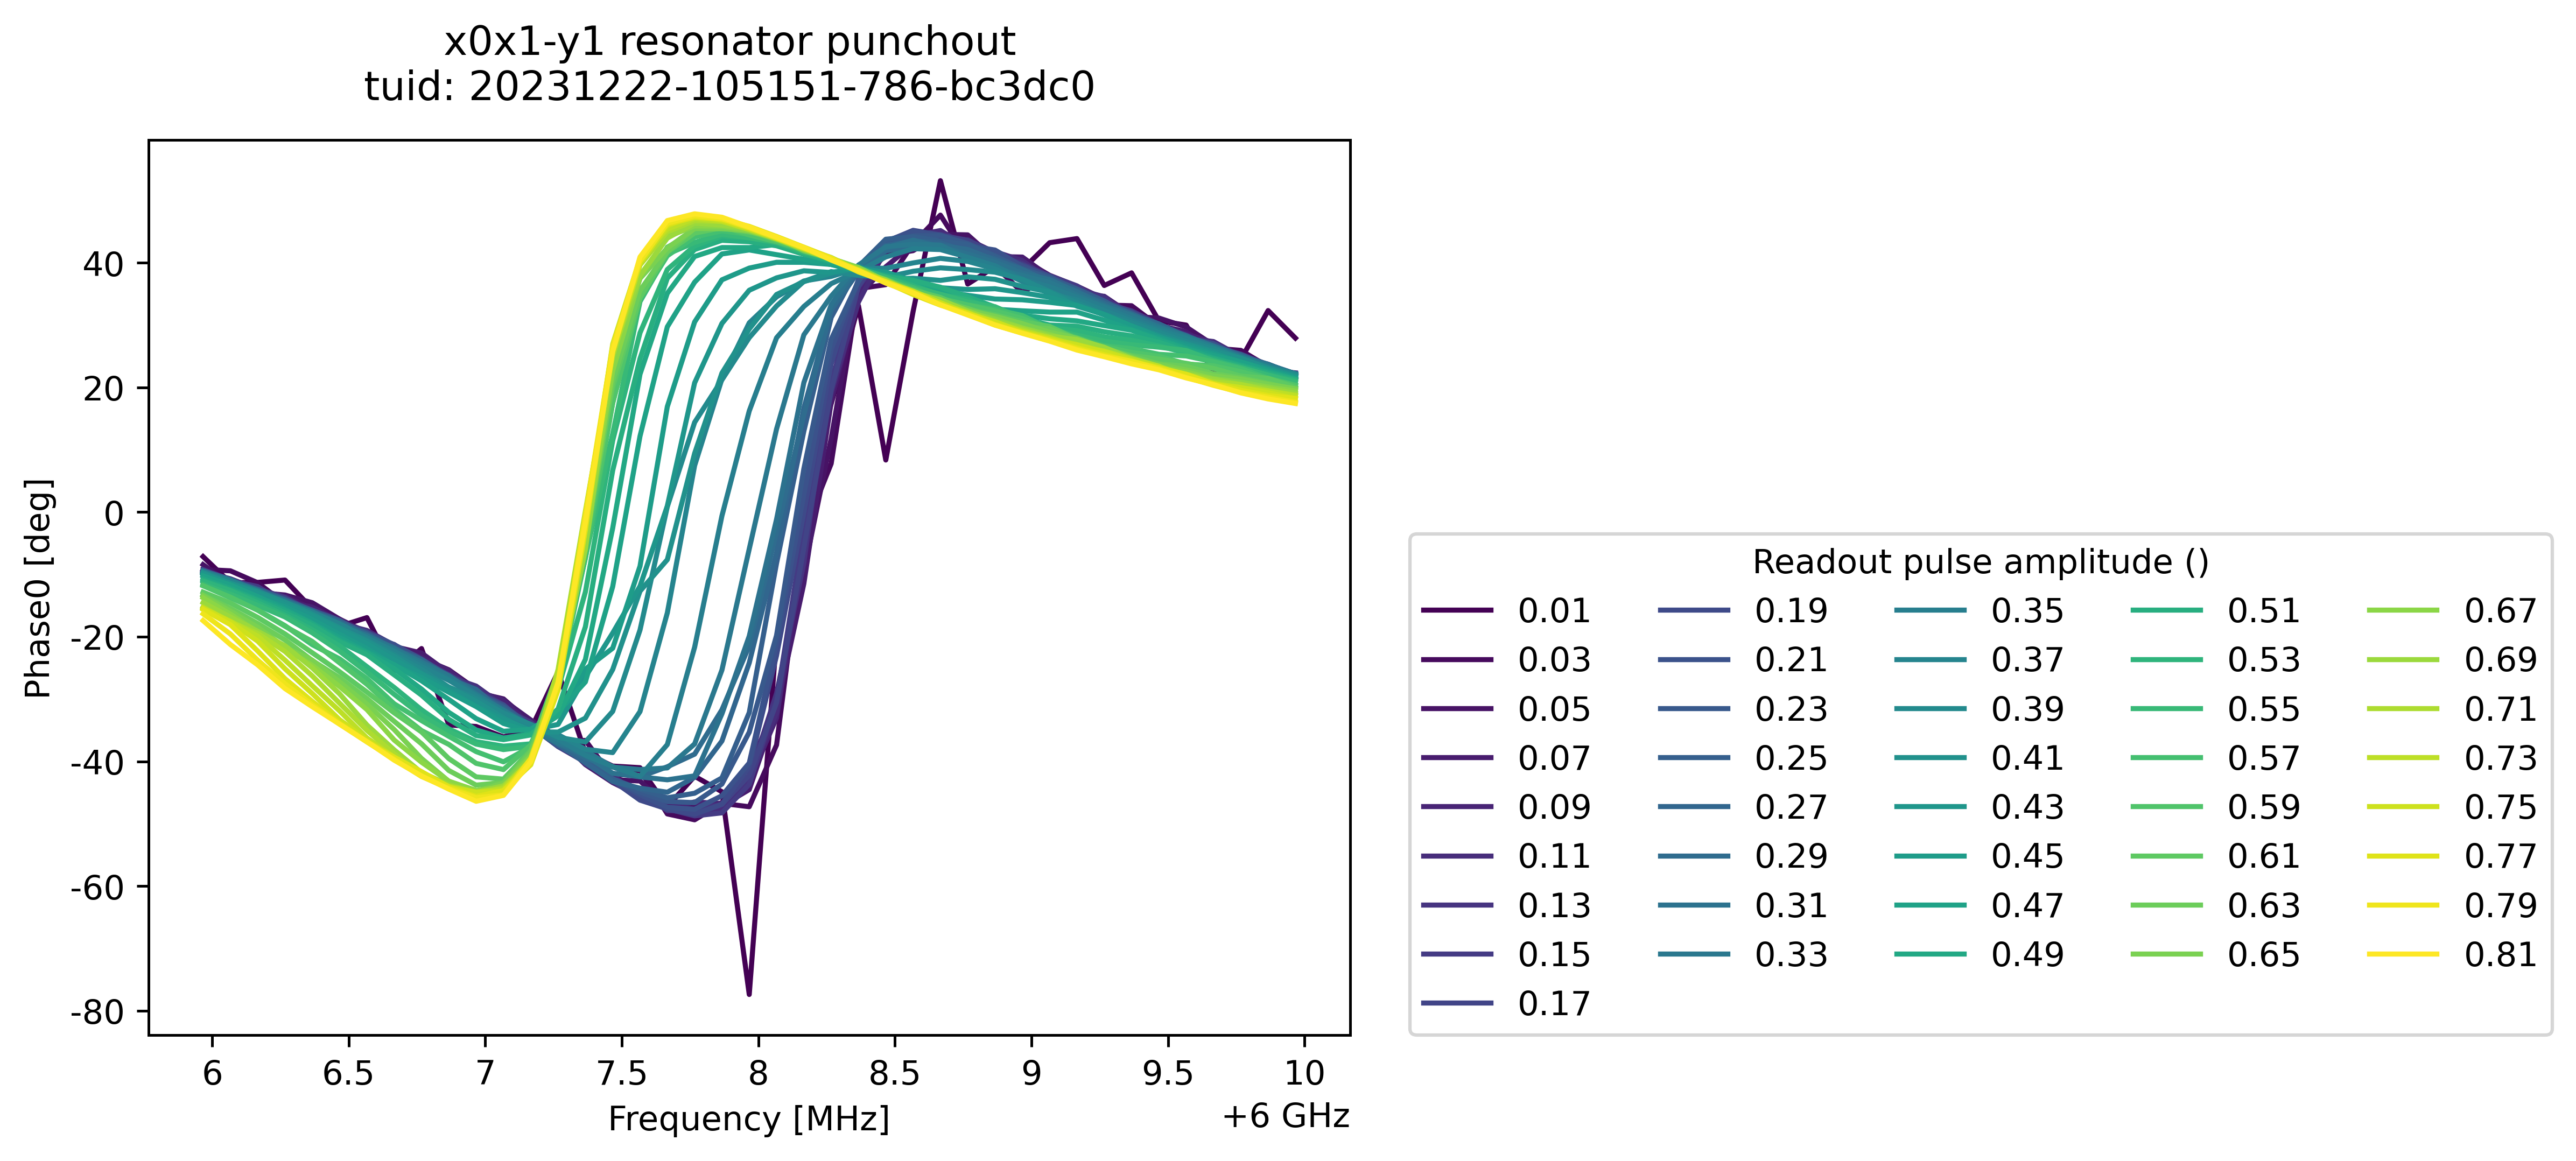 x0x1-y1 resonator punchout
tuid: 20231222-105151-786-bc3dc0
Phase0 [deg]
40
20
0
-20
-40
-60
-80
6 6.5 7 7.5 8 8.5 9 9.5 10
Frequency [MHz]
+6 GHz
Readout pulse amplitude ()
0.01 0.19 0.35 0.51 0.67
0.03 0.21 0.37 0.53 0.69
0.05 0.23 0.39 0.55 0.71
0.07 0.25 0.41 0.57 0.73
0.09 0.27 0.43 0.59 0.75
0.11 0.29 0.45 0.61 0.77
0.13 0.31 0.47 0.63 0.79
0.15 0.33 0.49 0.65 0.81
0.17